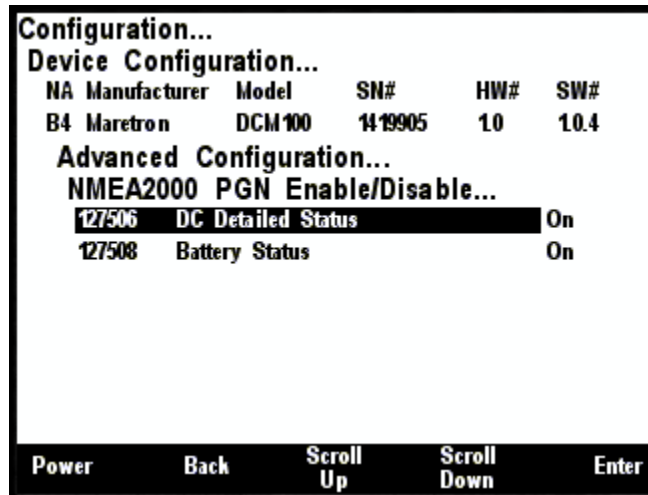 Configuration...
Device Configuration...
NA Manufacturer Model SN# HW# SW#
B4 Maretron DCM100 1419905 1.0 1.0.4
Advanced Configuration...
NMEA2000 PGN Enable/Disable...
127506 DC Detailed Status On
127508 Battery Status On
Power Back Scroll Up Scroll Down Enter